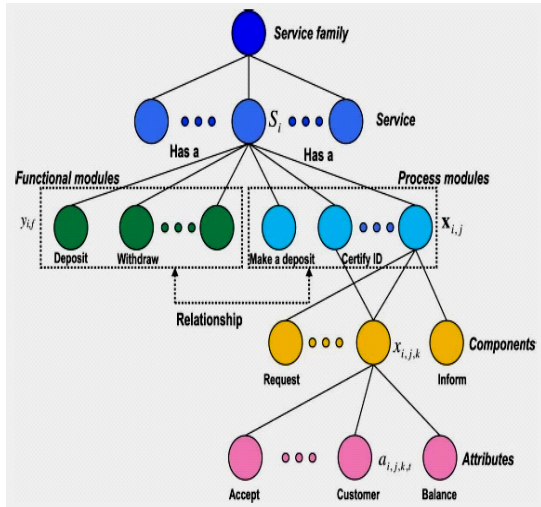 Service family
S_i
Service
Has a
Has a
Functional modules
Process modules
y_{i,f}
x_{i,j}
Deposit
Withdraw
Make a deposit
Certify ID
Relationship
x_{i,j,k}
Components
Request
Inform
a_{i,j,k,t}
Attributes
Accept
Customer
Balance